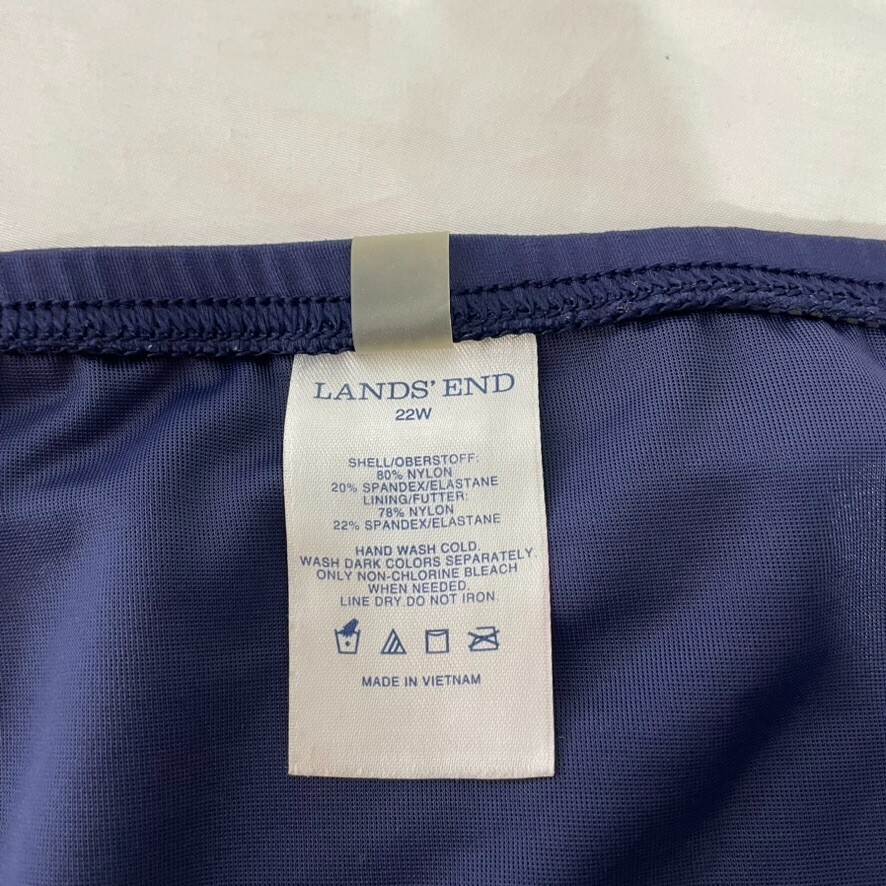 LANDS' END
22W
SHELL/OBERSTOFF:
80% NYLON
20% SPANDEX/ELASTANE
LINING/FUTTER:
78% NYLON
22% SPANDEX/ELASTANE
HAND WASH COLD.
WASH DARK COLORS SEPARATELY.
ONLY NON-CHLORINE BLEACH
WHEN NEEDED.
LINE DRY.DO NOT IRON.
MADE IN VIETNAM